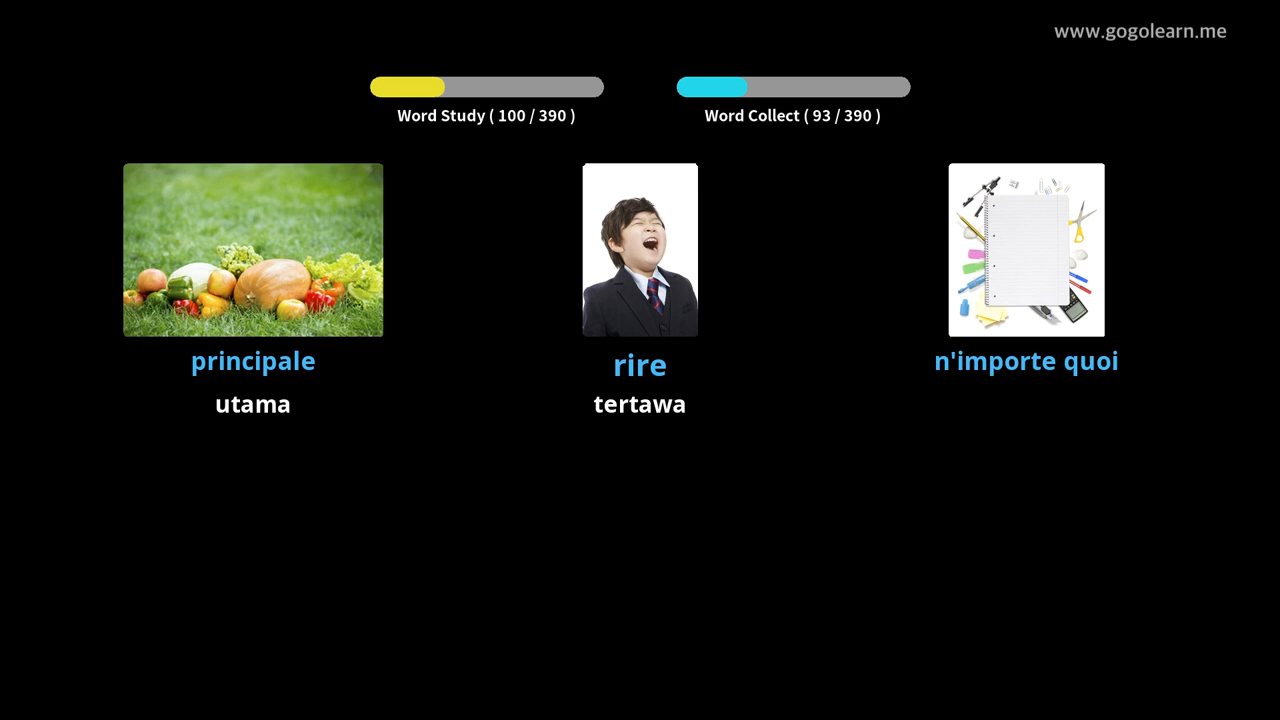 www.gogolearn.me
Word Study ( 100 / 390 )
Word Collect ( 93 / 390 )
principale
utama
rire
tertawa
n'importe quoi